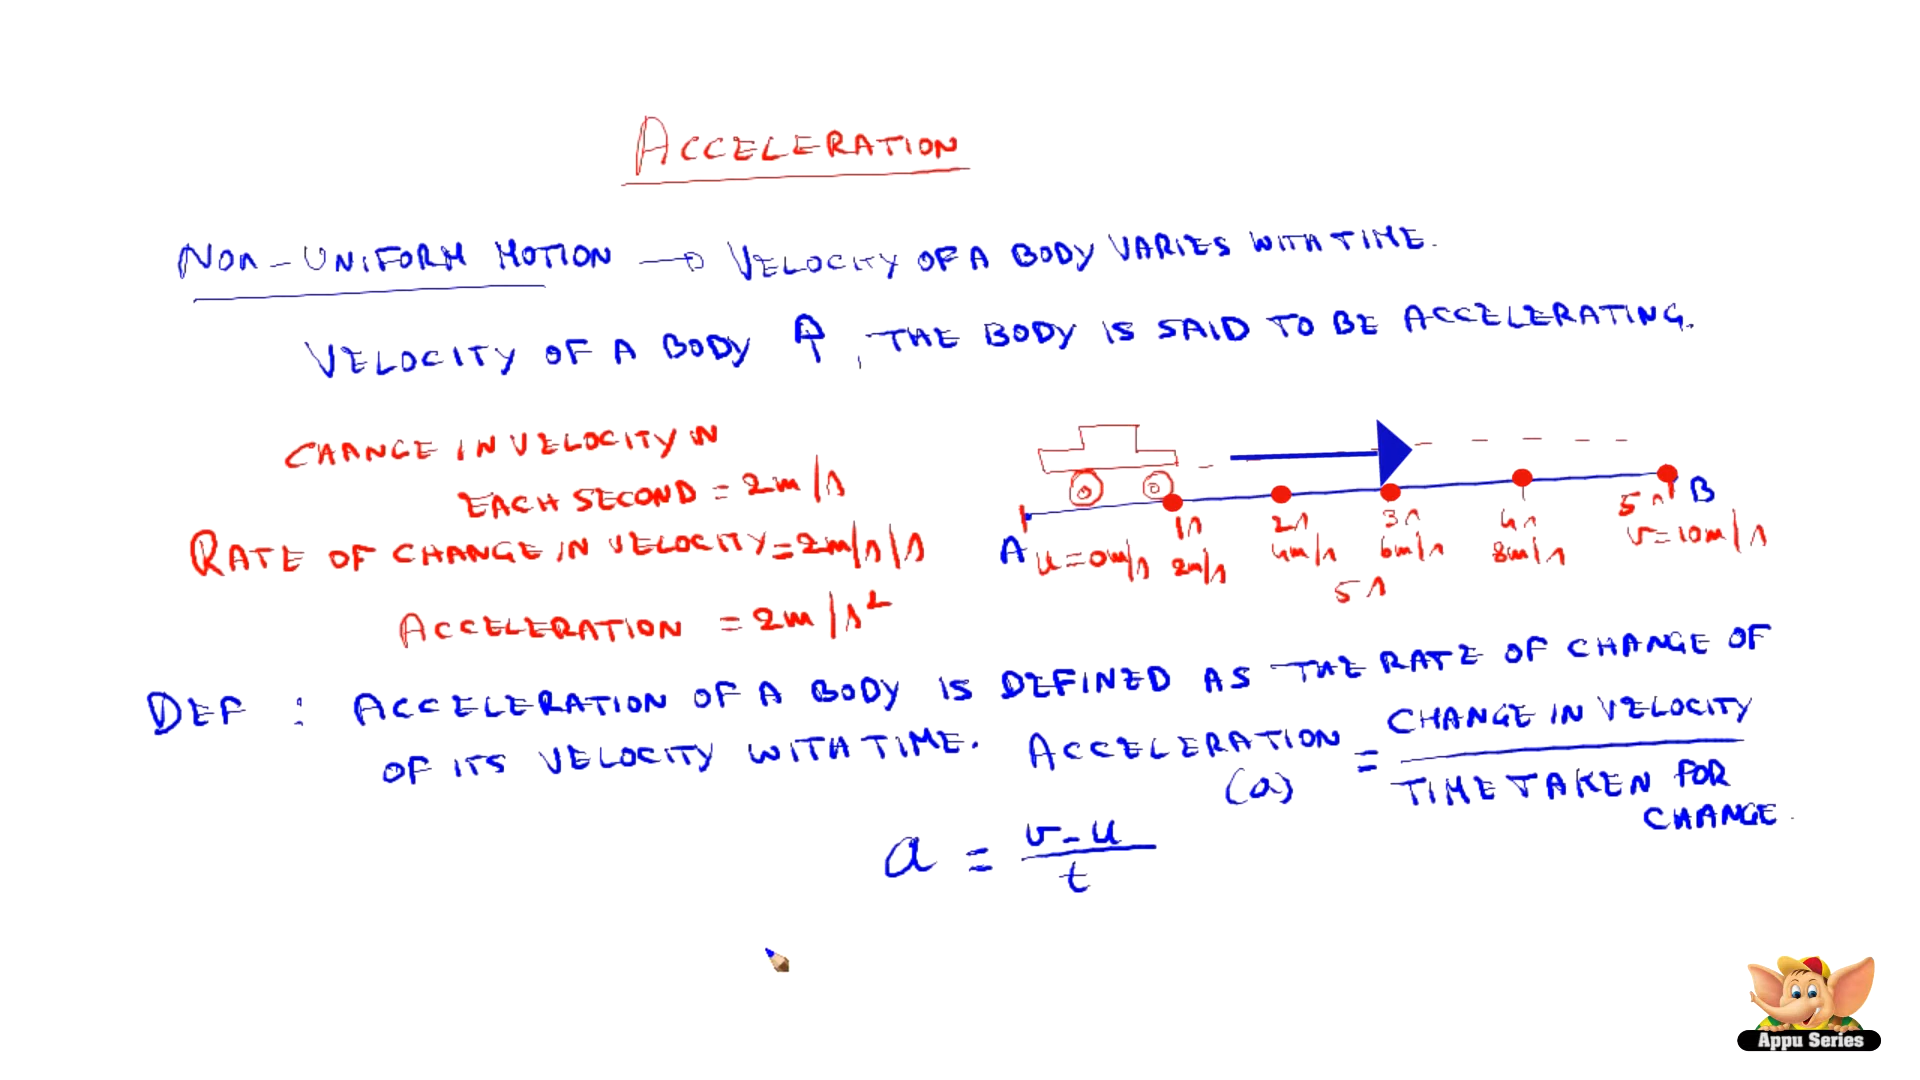 ACCELERATION
NON-UNIFORM MOTION → VELOCITY OF A BODY VARIES WITH TIME.
VELOCITY OF A BODY ↑, THE BODY IS SAID TO BE ACCELERATING.
CHANGE IN VELOCITY IN
EACH SECOND = 2m/s
RATE OF CHANGE IN VELOCITY = 2m/s/s
ACCELERATION = 2m/s²
1s 2s 3s 4s 5s B
A u = 0m/s 2m/s 4m/s 6m/s 8m/s v = 10m/s
5s
DEF : ACCELERATION OF A BODY IS DEFINED AS THE RATE OF CHANGE OF
OF ITS VELOCITY WITH TIME.
ACCELERATION (a) = CHANGE IN VELOCITY
TIME TAKEN FOR
CHANGE.
a = v-u
t
Appu Series